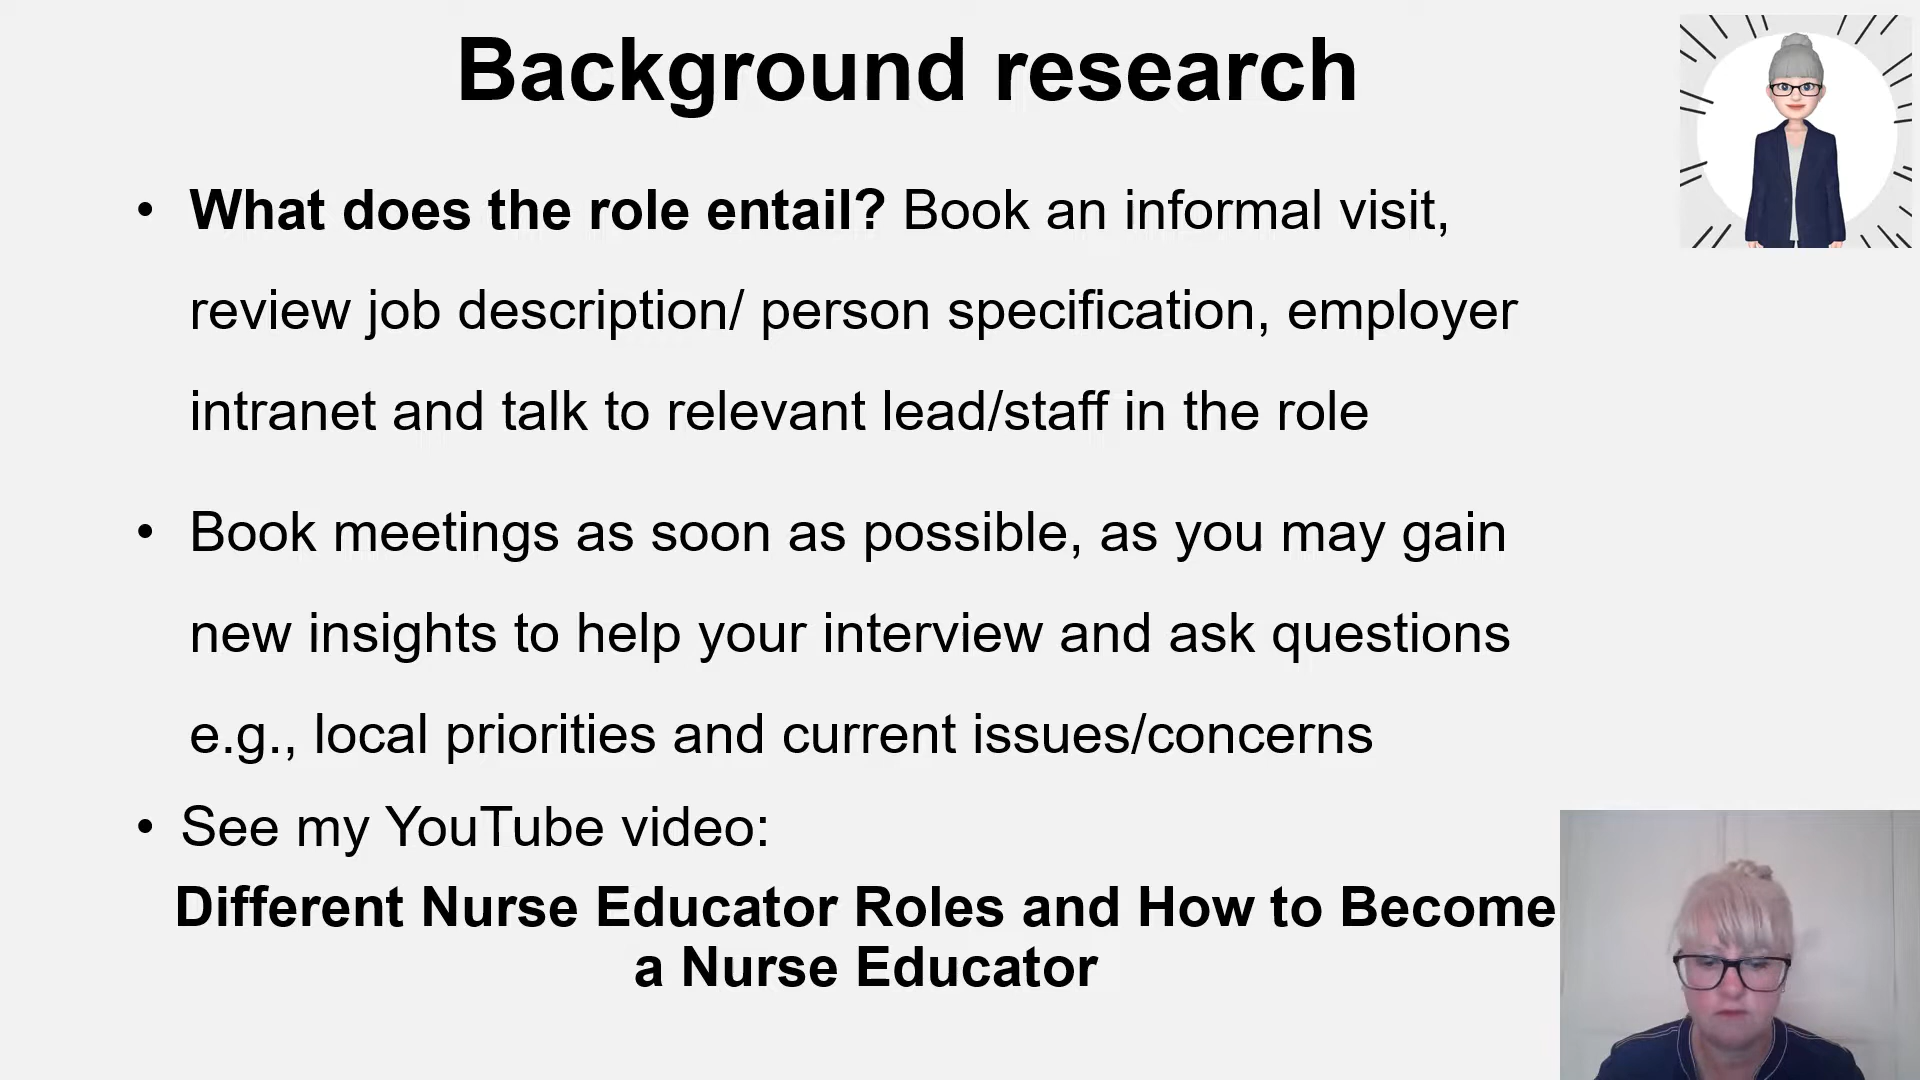 Background research
• What does the role entail? Book an informal visit,
review job description/ person specification, employer
intranet and talk to relevant lead/staff in the role
• Book meetings as soon as possible, as you may gain
new insights to help your interview and ask questions
e.g., local priorities and current issues/concerns
• See my YouTube video:
Different Nurse Educator Roles and How to Become
a Nurse Educator